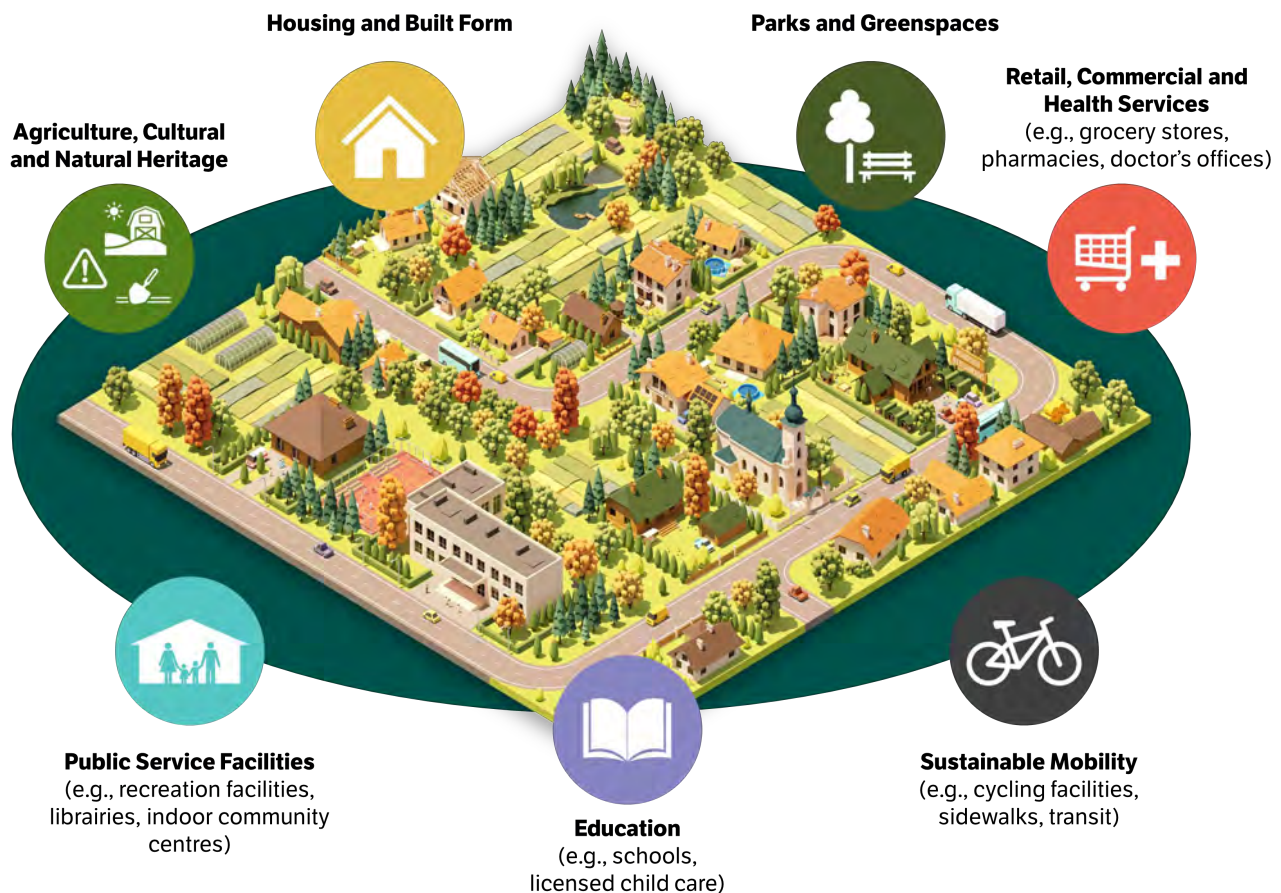 Housing and Built Form
Parks and Greenspaces
Retail, Commercial and
Health Services
(e.g., grocery stores,
pharmacies, doctor’s offices)
Agriculture, Cultural
and Natural Heritage
Public Service Facilities
(e.g., recreation facilities,
librairies, indoor community
centres)
Education
(e.g., schools,
licensed child care)
Sustainable Mobility
(e.g., cycling facilities,
sidewalks, transit)